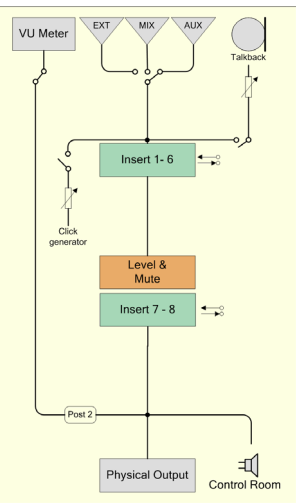 VU Meter
EXT
MIX
AUX
Talkback
Insert 1- 6
Click
generator
Level &
Mute
Insert 7 - 8
Post 2
Physical Output
Control Room